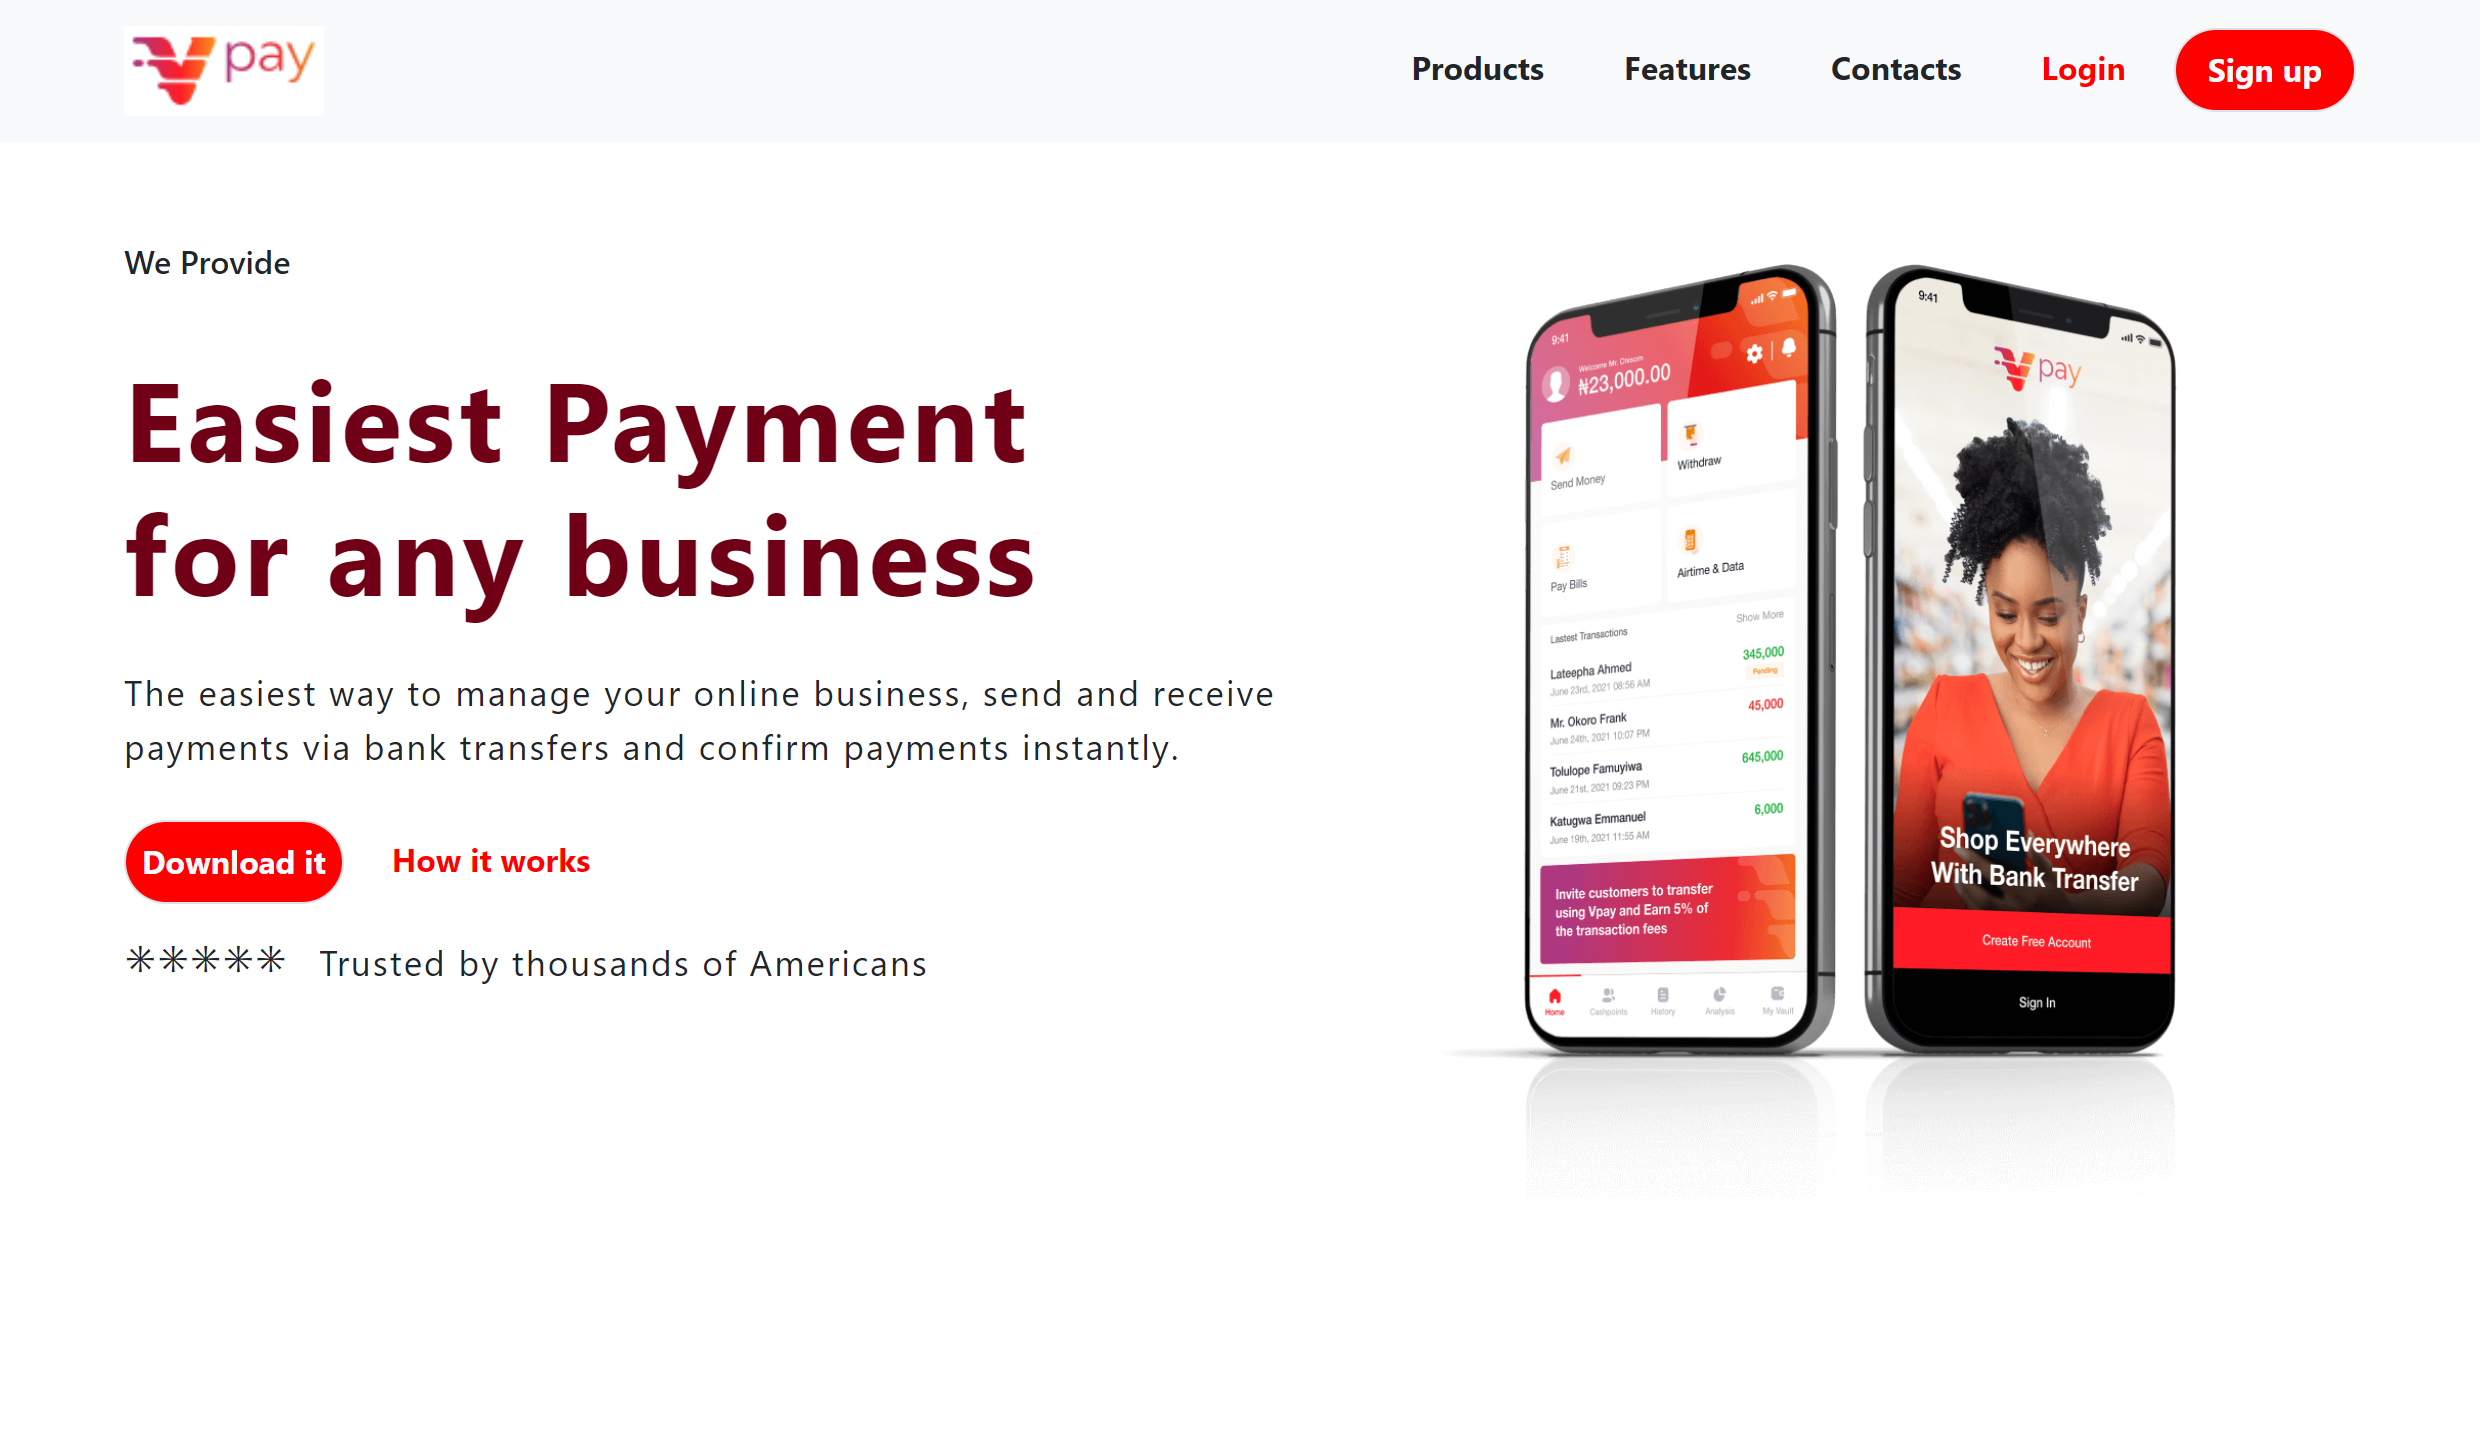 pay
Products
Features
Contacts
Login
Sign up
We Provide
Easiest Payment
for any business
The easiest way to manage your online business, send and receive
payments via bank transfers and confirm payments instantly.
Download it
How it works
✳✳✳✳✳ Trusted by thousands of Americans
9:41
Welcome Mr. Chisom
₦23,000.00
Send Money
Withdraw
Pay Bills
Airtime & Data
Lastest Transactions
Show More
Lateepha Ahmed
345,000
June 23rd, 2021 08:56 AM
Pending
Mr. Okoro Frank
45,000
June 24th, 2021 10:07 PM
Tolulope Famuyiwa
645,000
June 21st, 2021 09:23 PM
Katugwa Emmanuel
6,000
June 19th, 2021 11:55 AM
Invite customers to transfer
using Vpay and Earn 5% of
the transaction fees
Home
Cashpoints
History
Analysis
My Vault
9:41
pay
Shop Everywhere
With Bank Transfer
Create Free Account
Sign In